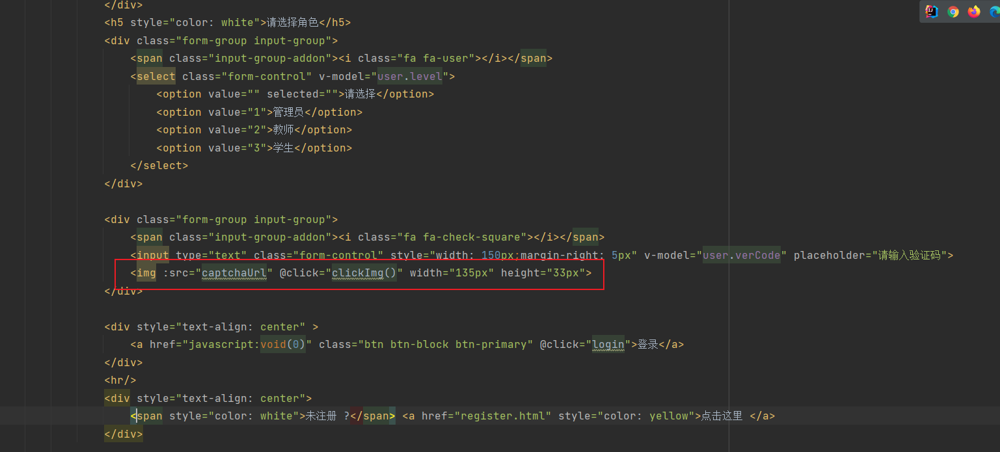 </div>
<h5 style="color: white">请选择角色</h5>
<div class="form-group input-group">
<span class="input-group-addon"><i class="fa fa-user"></i></span>
<select class="form-control" v-model="user.level">
<option value="" selected="">请选择</option>
<option value="1">管理员</option>
<option value="2">教师</option>
<option value="3">学生</option>
</select>
</div>
<div class="form-group input-group">
<span class="input-group-addon"><i class="fa fa-check-square"></i></span>
<input type="text" class="form-control" style="width: 150px;margin-right: 5px" v-model="user.verCode" placeholder="请输入验证码">
<img :src="captchaUrl" @click="clickImg()" width="135px" height="33px">
</div>
<div style="text-align: center" >
<a href="javascript:void(0)" class="btn btn-block btn-primary" @click="login">登录</a>
</div>
<hr/>
<div style="text-align: center">
<span style="color: white">未注册 ?</span> <a href="register.html" style="color: yellow">点击这里 </a>
</div>